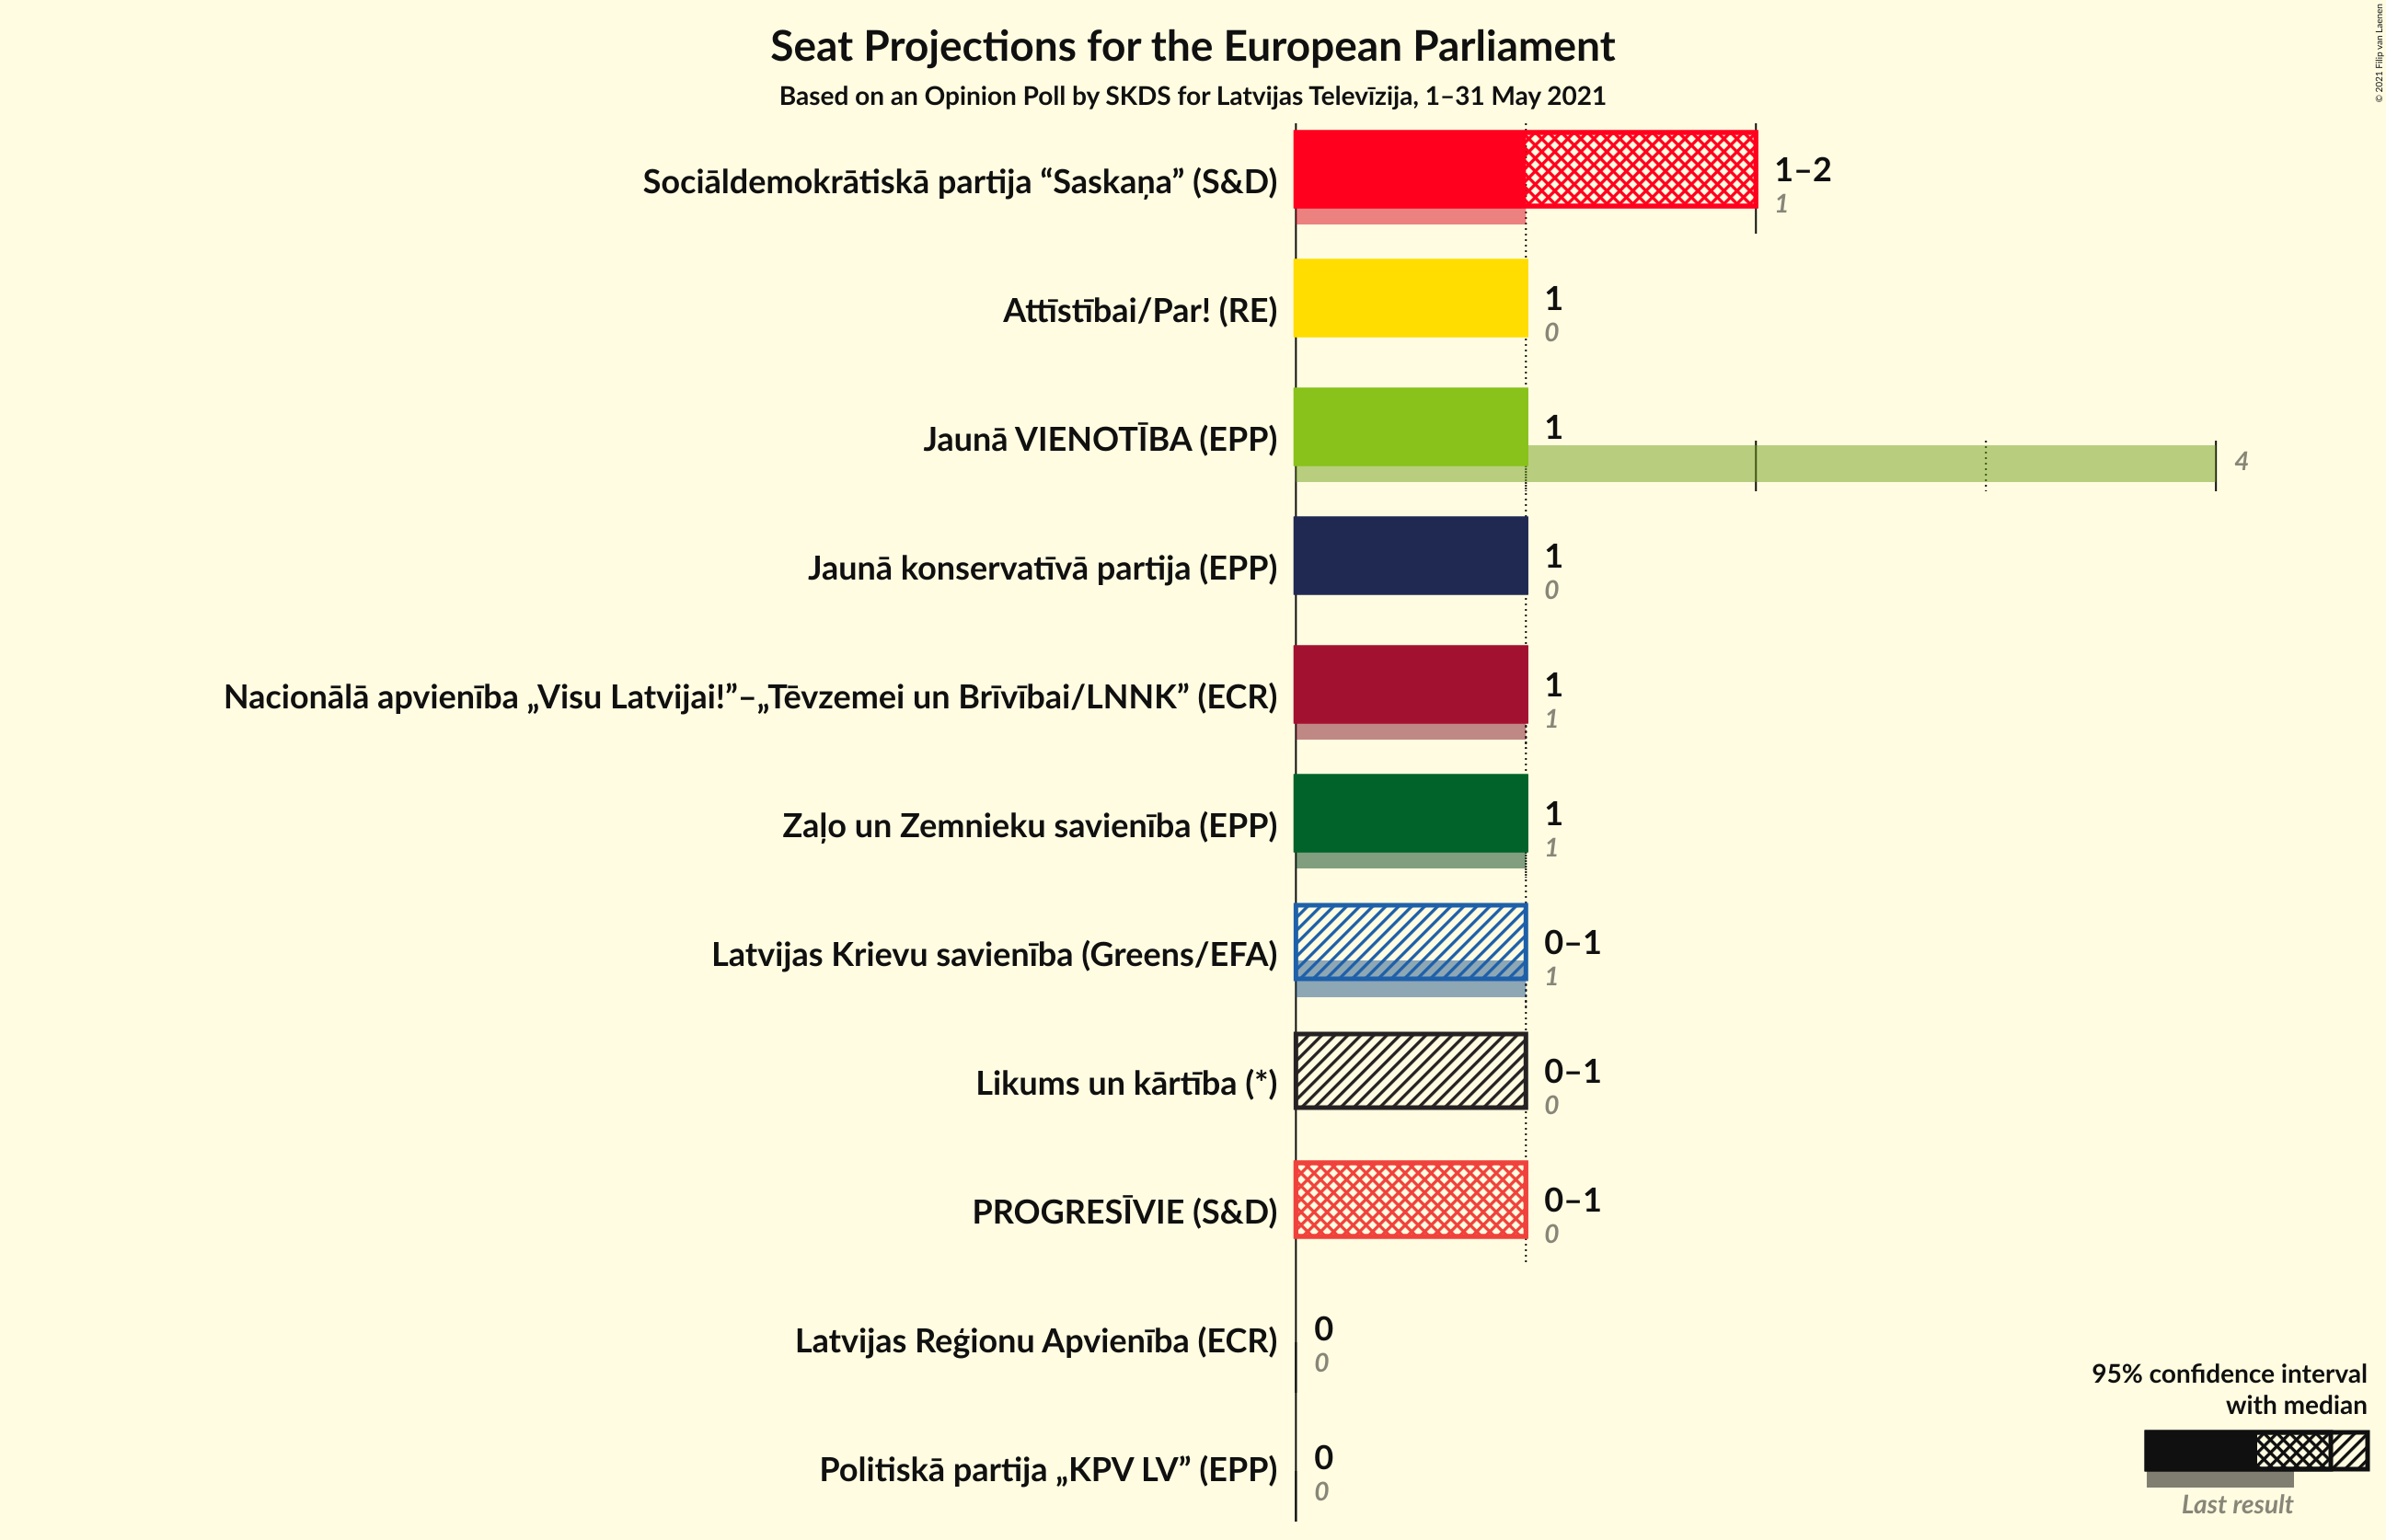 Seat Projections for the European Parliament
Based on an Opinion Poll by SKDS for Latvijas Televīzija, 1–31 May 2021
© 2021 Filip van Laenen
Sociāldemokrātiskā partija “Saskaņa” (S&D)
1–2
1
Attīstībai/Par! (RE)
1
0
Jaunā VIENOTĪBA (EPP)
1
4
Jaunā konservatīvā partija (EPP)
1
0
Nacionālā apvienība „Visu Latvijai!”–„Tēvzemei un Brīvībai/LNNK” (ECR)
1
1
Zaļo un Zemnieku savienība (EPP)
1
1
Latvijas Krievu savienība (Greens/EFA)
0–1
1
Likums un kārtība (*)
0–1
0
PROGRESĪVIE (S&D)
0–1
0
Latvijas Reģionu Apvienība (ECR)
0
0
Politiskā partija „KPV LV” (EPP)
0
0
95% confidence interval
with median
Last result